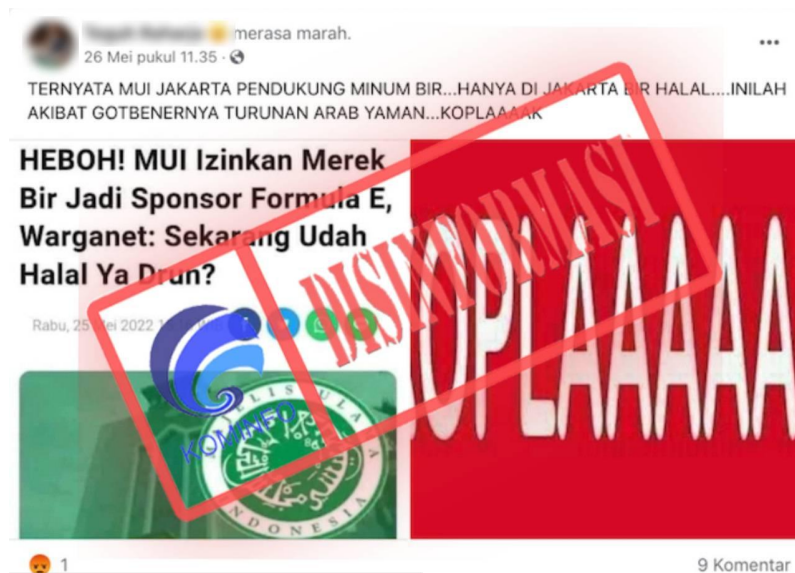 merasa marah.
26 Mei pukul 11.35 ·
TERNYATA MUI JAKARTA PENDUKUNG MINUM BIR...HANYA DI JAKARTA BIR HALAL....INILAH
AKIBAT GOTBENERNYA TURUNAN ARAB YAMAN...KOPLAAAAK
HEBOH! MUI Izinkan Merek
Bir Jadi Sponsor Formula E,
Warganet: Sekarang Udah
Halal Ya Drun?
Rabu, 25 Mei 2022
DISINFORMASI
KOMINFO
OPLAAAAA
INDONESIA
1
9 Komentar